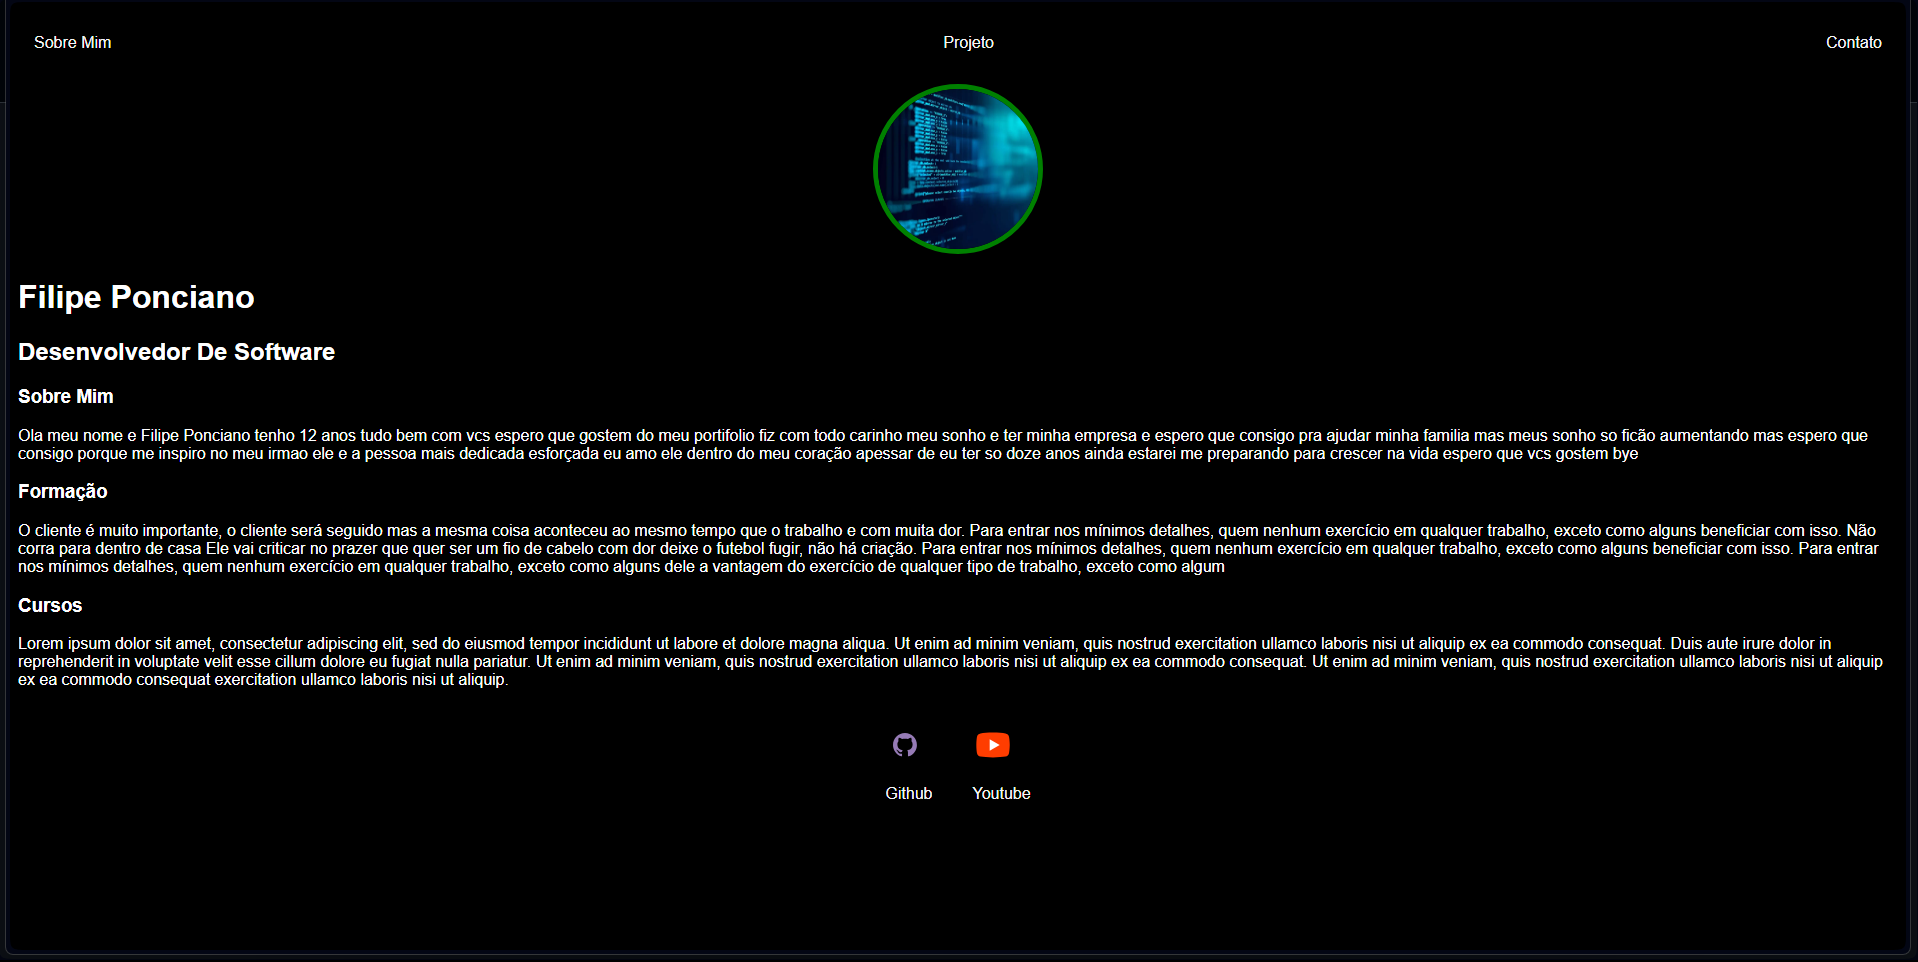 Sobre Mim
Projeto
Contato
Filipe Ponciano
Desenvolvedor De Software
Sobre Mim
Ola meu nome e Filipe Ponciano tenho 12 anos tudo bem com vcs espero que gostem do meu portifolio fiz com todo carinho meu sonho e ter minha empresa e espero que consigo pra ajudar minha familia mas meus sonho so ficão aumentando mas espero que
consigo porque me inspiro no meu irmao ele e a pessoa mais dedicada esforçada eu amo ele dentro do meu coração apessar de eu ter so doze anos ainda estarei me preparando para crescer na vida espero que vcs gostem bye
Formação
O cliente é muito importante, o cliente será seguido mas a mesma coisa aconteceu ao mesmo tempo que o trabalho e com muita dor. Para entrar nos mínimos detalhes, quem nenhum exercício em qualquer trabalho, exceto como alguns beneficiar com isso. Não
corra para dentro de casa Ele vai criticar no prazer que quer ser um fio de cabelo com dor deixe o futebol fugir, não há criação. Para entrar nos mínimos detalhes, quem nenhum exercício em qualquer trabalho, exceto como alguns beneficiar com isso. Para entrar
nos mínimos detalhes, quem nenhum exercício em qualquer trabalho, exceto como alguns dele a vantagem do exercício de qualquer tipo de trabalho, exceto como algum
Cursos
Lorem ipsum dolor sit amet, consectetur adipiscing elit, sed do eiusmod tempor incididunt ut labore et dolore magna aliqua. Ut enim ad minim veniam, quis nostrud exercitation ullamco laboris nisi ut aliquip ex ea commodo consequat. Duis aute irure dolor in
reprehenderit in voluptate velit esse cillum dolore eu fugiat nulla pariatur. Ut enim ad minim veniam, quis nostrud exercitation ullamco laboris nisi ut aliquip ex ea commodo consequat. Ut enim ad minim veniam, quis nostrud exercitation ullamco laboris nisi ut aliquip
ex ea commodo consequat exercitation ullamco laboris nisi ut aliquip.
Github
Youtube